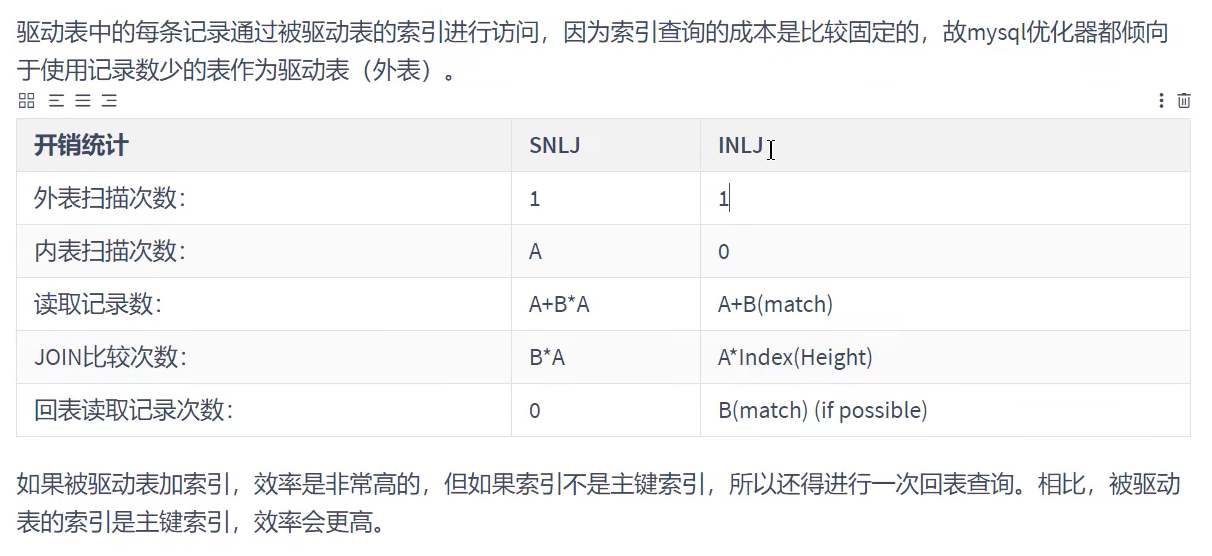 驱动表中的每条记录通过被驱动表的索引进行访问，因为索引查询的成本是比较固定的，故mysql优化器都倾向
于使用记录数少的表作为驱动表（外表）。
开销统计 SNLJ INLJ
外表扫描次数： 1 1
内表扫描次数： A 0
读取记录数： A+B*A A+B(match)
JOIN比较次数： B*A A*Index(Height)
回表读取记录次数： 0 B(match) (if possible)
如果被驱动表加索引，效率是非常高的，但如果索引不是主键索引，所以还得进行一次回表查询。相比，被驱动
表的索引是主键索引，效率会更高。